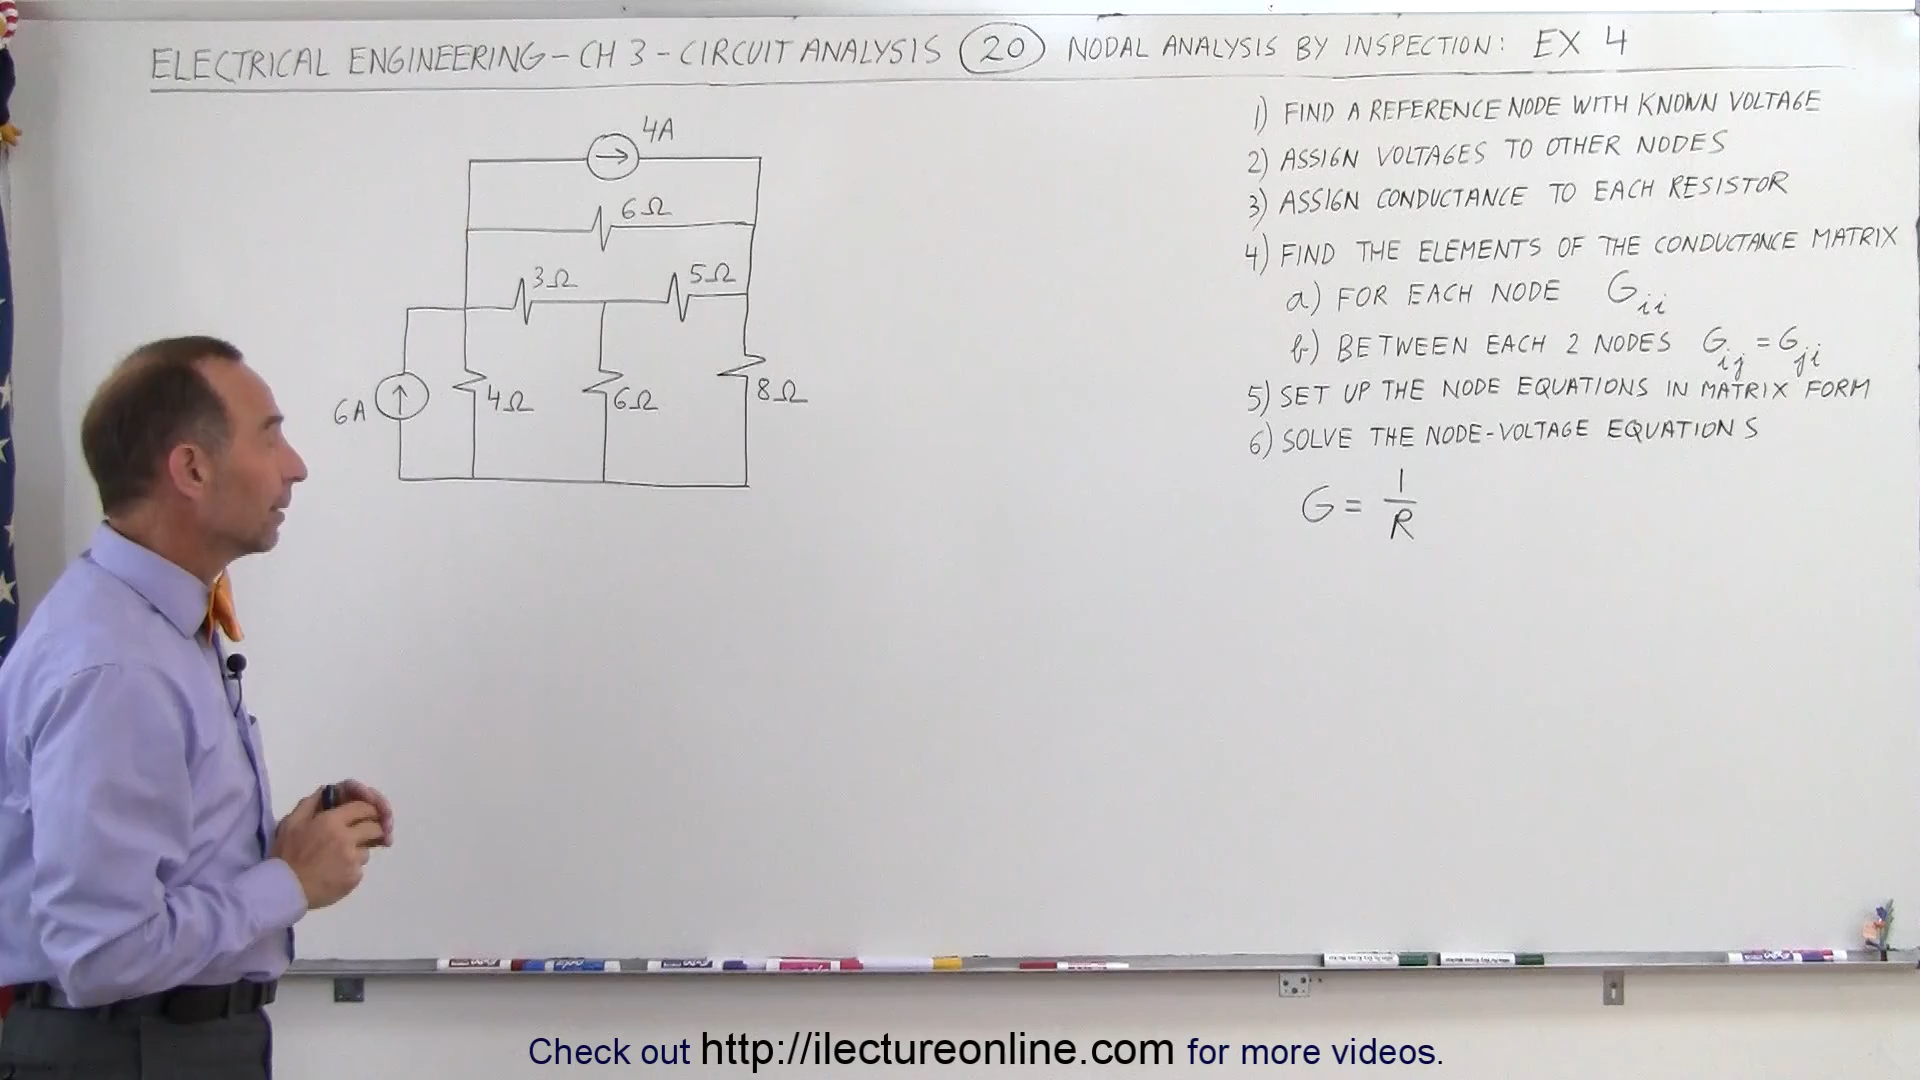 ELECTRICAL ENGINEERING - CH 3 - CIRCUIT ANALYSIS 20 NODAL ANALYSIS BY INSPECTION: EX 4
4A
6Ω
3Ω 5Ω
6A 4Ω 6Ω 8Ω
1) FIND A REFERENCE NODE WITH KNOWN VOLTAGE
2) ASSIGN VOLTAGES TO OTHER NODES
3) ASSIGN CONDUCTANCE TO EACH RESISTOR
4) FIND THE ELEMENTS OF THE CONDUCTANCE MATRIX
a) FOR EACH NODE G ii
b) BETWEEN EACH 2 NODES G ij = G ji
5) SET UP THE NODE EQUATIONS IN MATRIX FORM
6) SOLVE THE NODE-VOLTAGE EQUATIONS
G = 1/R
Check out http://ilectureonline.com for more videos.